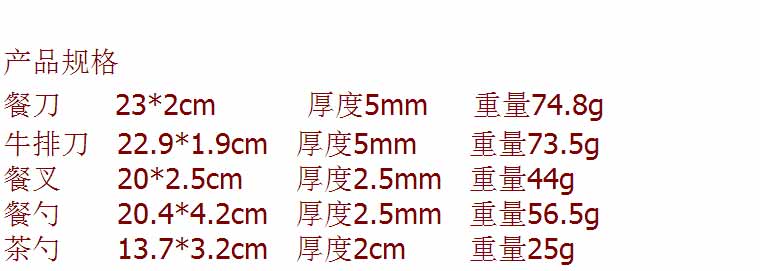 产品规格
餐刀 23*2cm 厚度5mm 重量74.8g
牛排刀 22.9*1.9cm 厚度5mm 重量73.5g
餐叉 20*2.5cm 厚度2.5mm 重量44g
餐勺 20.4*4.2cm 厚度2.5mm 重量56.5g
茶勺 13.7*3.2cm 厚度2cm 重量25g